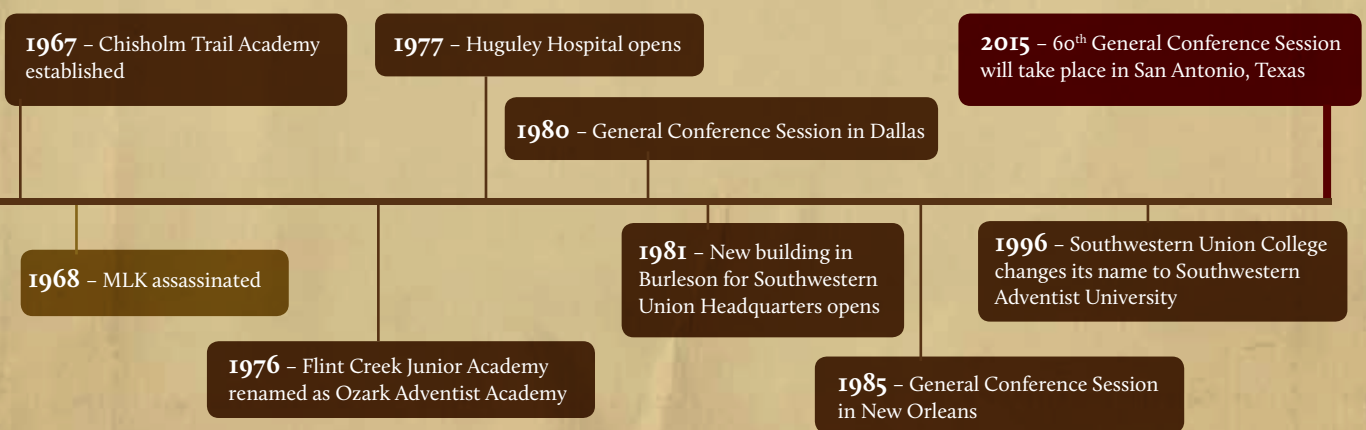 1967 – Chisholm Trail Academy
established
1977 – Huguley Hospital opens
2015 – 60th General Conference Session
will take place in San Antonio, Texas
1980 – General Conference Session in Dallas
1968 – MLK assassinated
1981 – New building in
Burleson for Southwestern
Union Headquarters opens
1996 – Southwestern Union College
changes its name to Southwestern
Adventist University
1976 – Flint Creek Junior Academy
renamed as Ozark Adventist Academy
1985 – General Conference Session
in New Orleans